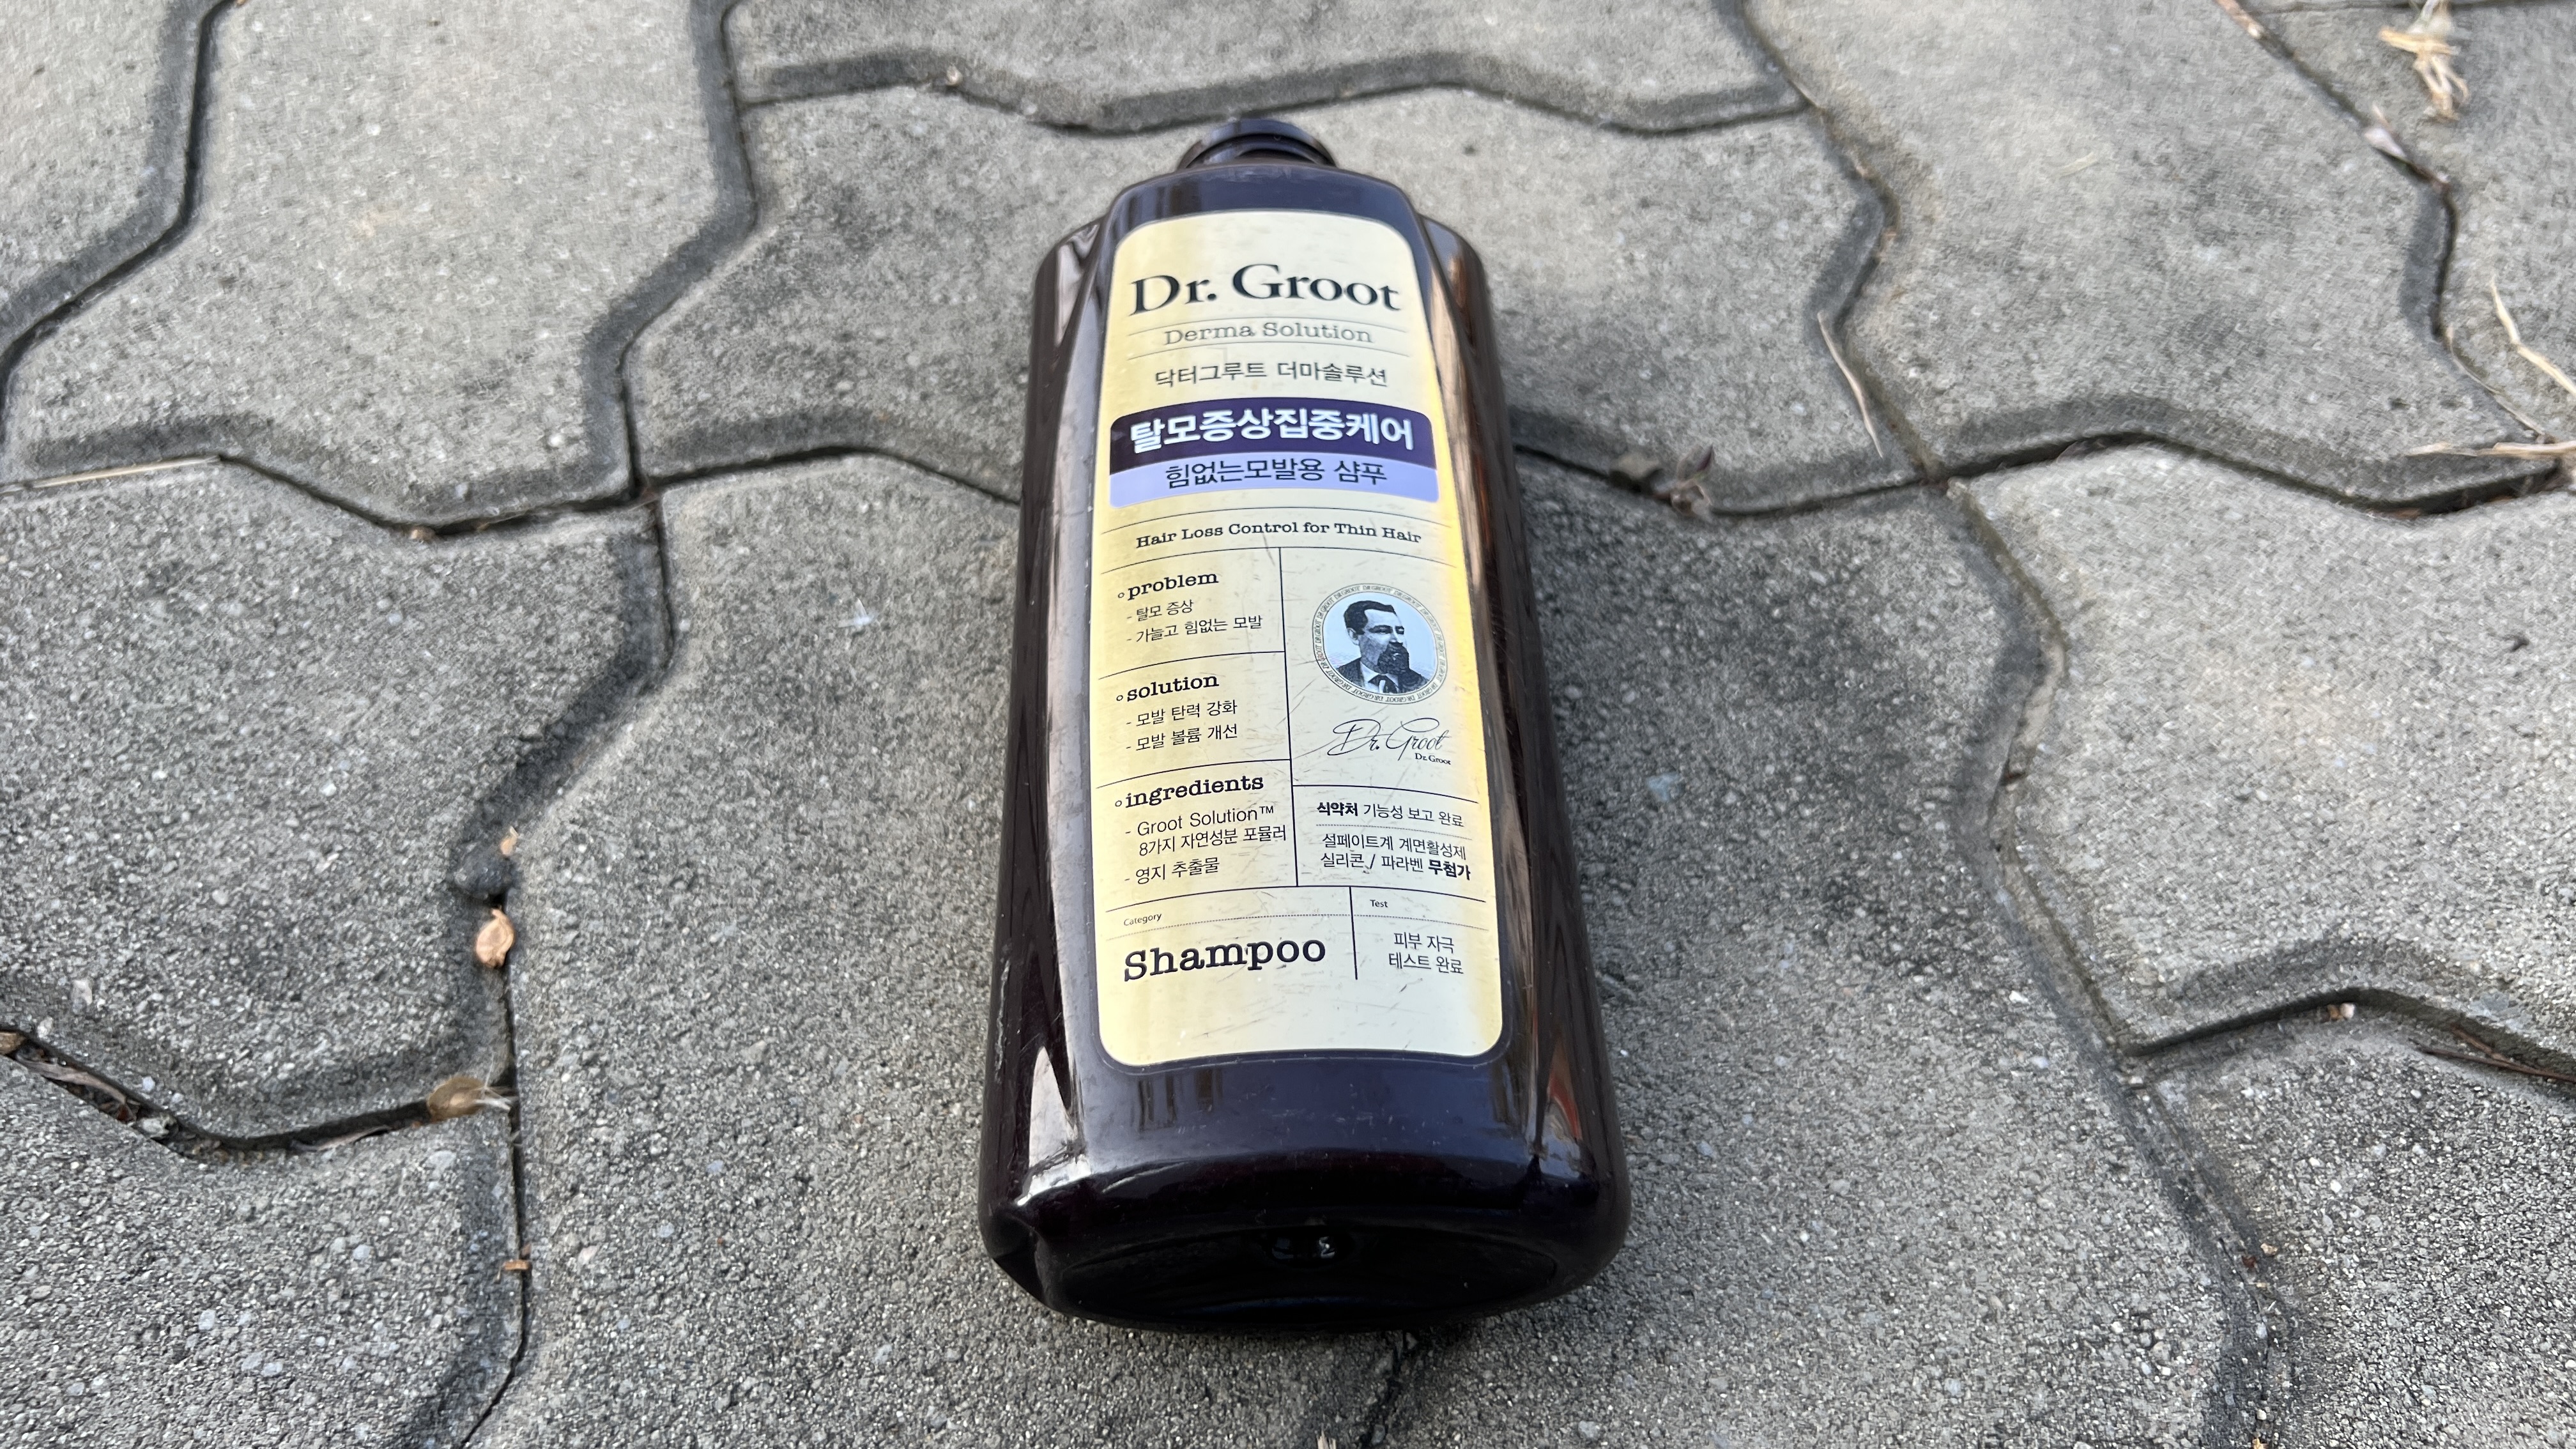 Dr. Groot
Derma Solution
닥터그루트 더마솔루션
탈모증상집중케어
힘없는모발용 샴푸
Hair Loss Control for Thin Hair
problem
- 탈모 증상
- 가늘고 힘없는 모발
solution
- 모발 탄력 강화
- 모발 볼륨 개선
ingredients
- Groot Solution™
8가지 자연성분 포뮬러
- 영지 추출물
Dr. Groot
Dr. Groot
식약처 기능성 보고 완료
설페이트계 계면활성제
실리콘 / 파라벤 무첨가
Category
Shampoo
Test
피부 자극
테스트 완료